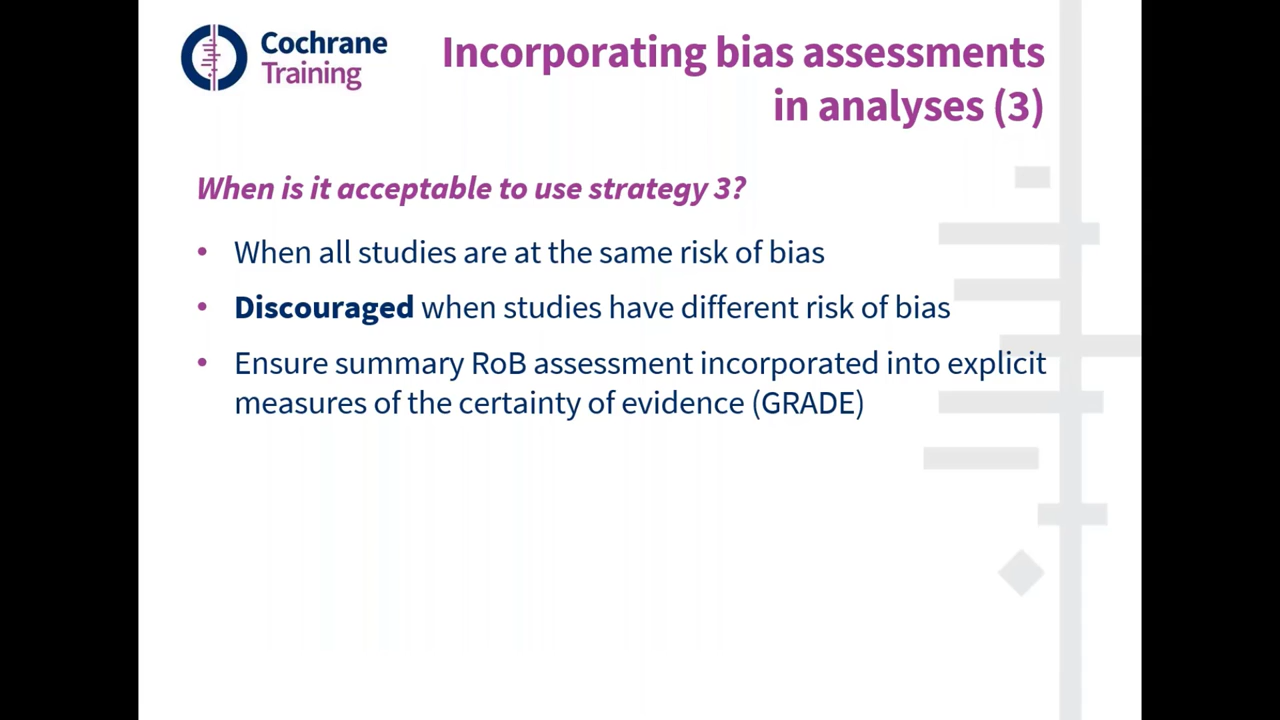 Cochrane
Training
Incorporating bias assessments
in analyses (3)
When is it acceptable to use strategy 3?
• When all studies are at the same risk of bias
• Discouraged when studies have different risk of bias
• Ensure summary RoB assessment incorporated into explicit
measures of the certainty of evidence (GRADE)